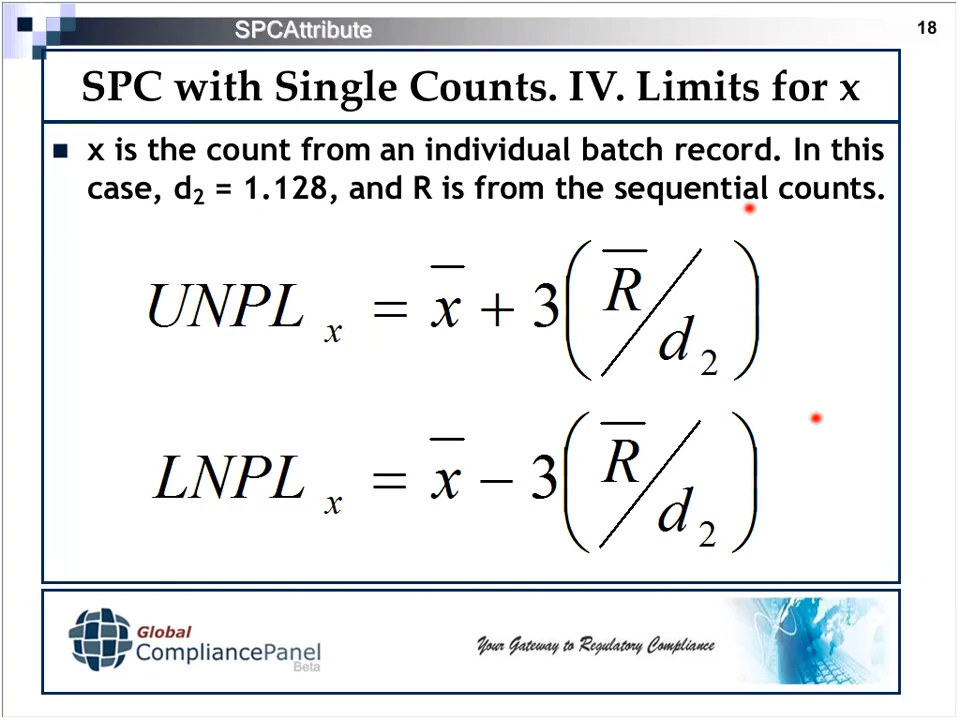 SPCAttribute
18
SPC with Single Counts. IV. Limits for x
x is the count from an individual batch record. In this
case, d₂ = 1.128, and R is from the sequential counts.
UNPLₓ = x̅ + 3(R̅/d₂)
LNPLₓ = x̅ − 3(R̅/d₂)
Global
CompliancePanel
Beta
Your Gateway to Regulatory Compliance